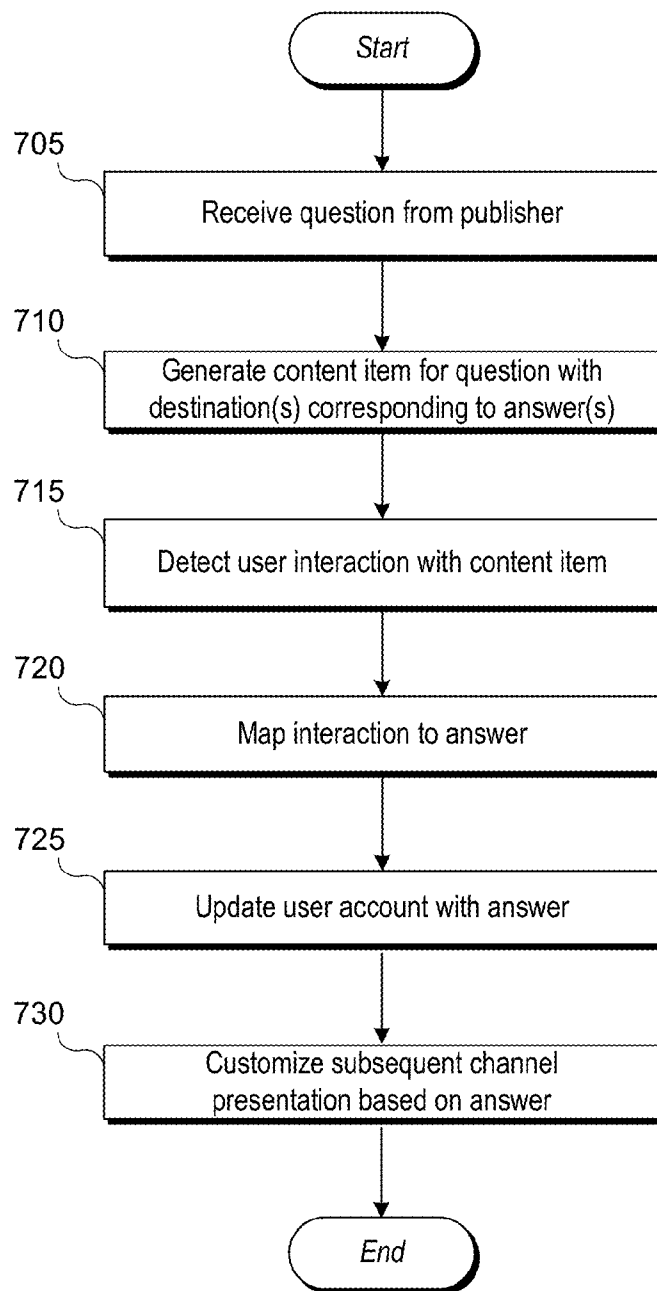 Start
705
Receive question from publisher
710
Generate content item for question with
destination(s) corresponding to answer(s)
715
Detect user interaction with content item
720
Map interaction to answer
725
Update user account with answer
730
Customize subsequent channel
presentation based on answer
End